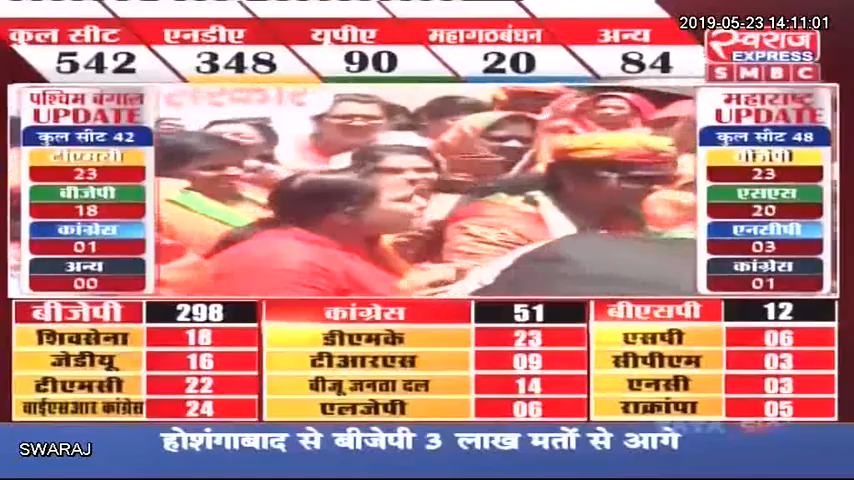 2019-05-23 14:11:01
कुल सीट एनडीए यूपीए महागठबंधन अन्य
542 348 90 20 84
स्वराज
EXPRESS
SMBC
पश्चिम बंगाल
UPDATE
कुल सीट 42
23
बीजेपी
18
कांग्रेस
01
अन्य
00
महाराष्ट्र
UPDATE
कुल सीट 48
बीजेपी
23
एसएस
20
एनसीपी
03
कांग्रेस
01
बीजेपी 298 कांग्रेस 51 बीएसपी 12
शिवसेना 18 डीएमके 23 एसपी 06
जेडीयू 16 टीआरएस 09 सीपीएम 03
टीएमसी 22 बीजू जनता दल 14 एनसी 03
वाईएसआर कांग्रेस 24 एलजेपी 06 राकांपा 05
होशंगाबाद से बीजेपी 3 लाख मतों से आगे
SWARAJ